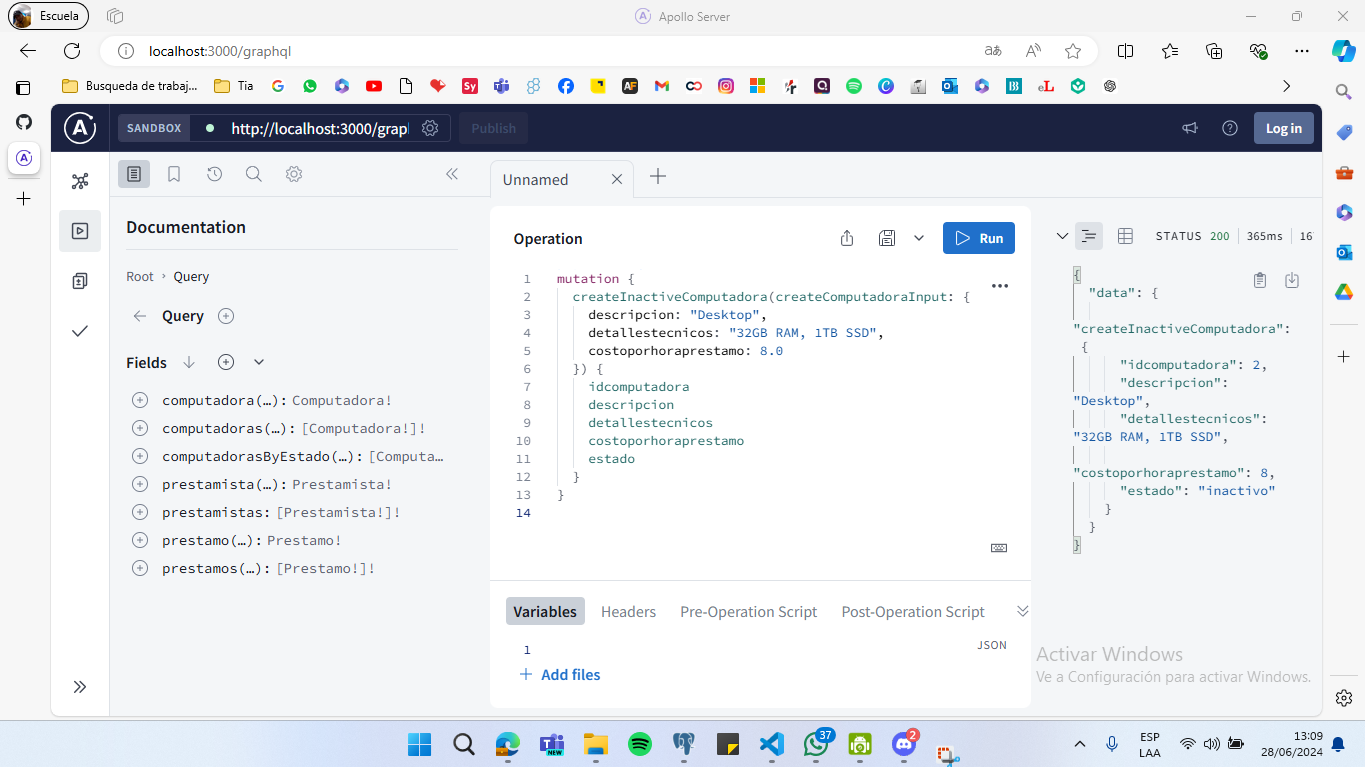 Escuela
Apollo Server
localhost:3000/graphql
Busqueda de trabaj...
Tia
SANDBOX
http://localhost:3000/grap
Publish
Log in
Unnamed
Documentation
Root › Query
Query
Fields
computadora(…): Computadora!
computadoras(…): [Computadora!]!
computadorasByEstado(…): [Computa…
prestamista(…): Prestamista!
prestamistas: [Prestamista!]!
prestamo(…): Prestamo!
prestamos(…): [Prestamo!]!
Operation
Run
1 mutation {
2 createInactiveComputadora(createComputadoraInput: {
3 descripcion: "Desktop",
4 detallestecnicos: "32GB RAM, 1TB SSD",
5 costoporhoraprestamo: 8.0
6 }) {
7 idcomputadora
8 descripcion
9 detallestecnicos
10 costoporhoraprestamo
11 estado
12 }
13 }
14
Variables
Headers
Pre-Operation Script
Post-Operation Script
1
JSON
+ Add files
STATUS 200
365ms
16
{
"data": {
"createInactiveComputadora":
{
"idcomputadora": 2,
"descripcion":
"Desktop",
"detallestecnicos":
"32GB RAM, 1TB SSD",
"costoporhoraprestamo": 8,
"estado": "inactivo"
}
}
}
Activar Windows
Ve a Configuración para activar Windows.
NEW
37
2
ESP
LAA
13:09
28/06/2024